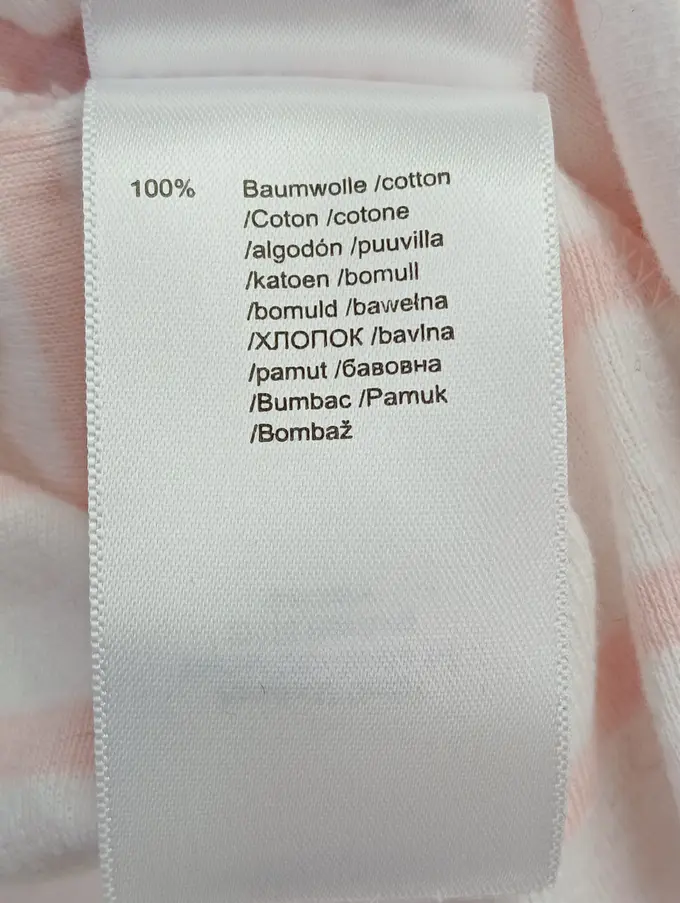 100% Baumwolle /cotton
/Coton /cotone
/algodón /puuvilla
/katoen /bomull
/bomuld /bawełna
/ХЛОПОК /bavlna
/pamut /бавовна
/Bumbac /Pamuk
/Bombaž